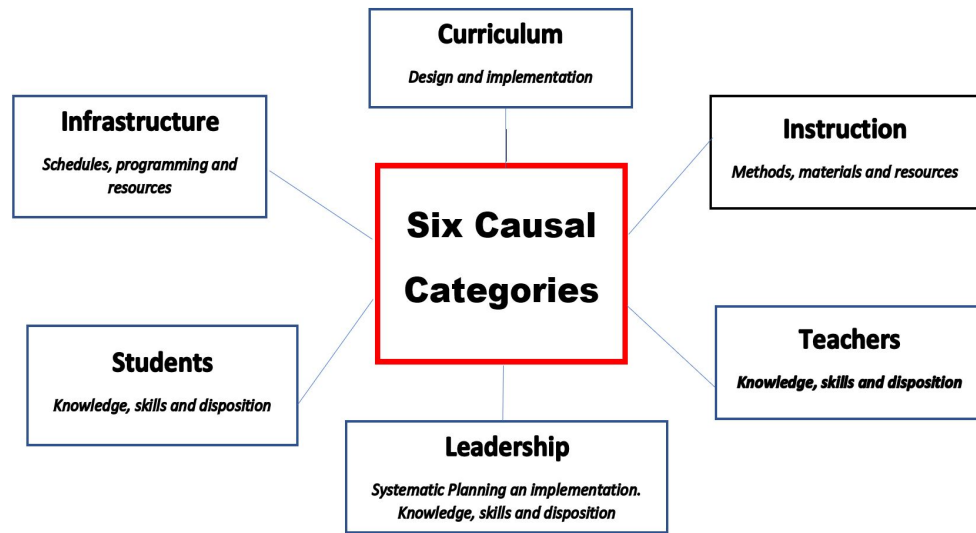 Curriculum
Design and implementation
Infrastructure
Schedules, programming and
resources
Instruction
Methods, materials and resources
Six Causal
Categories
Students
Knowledge, skills and disposition
Teachers
Knowledge, skills and disposition
Leadership
Systematic Planning an implementation.
Knowledge, skills and disposition